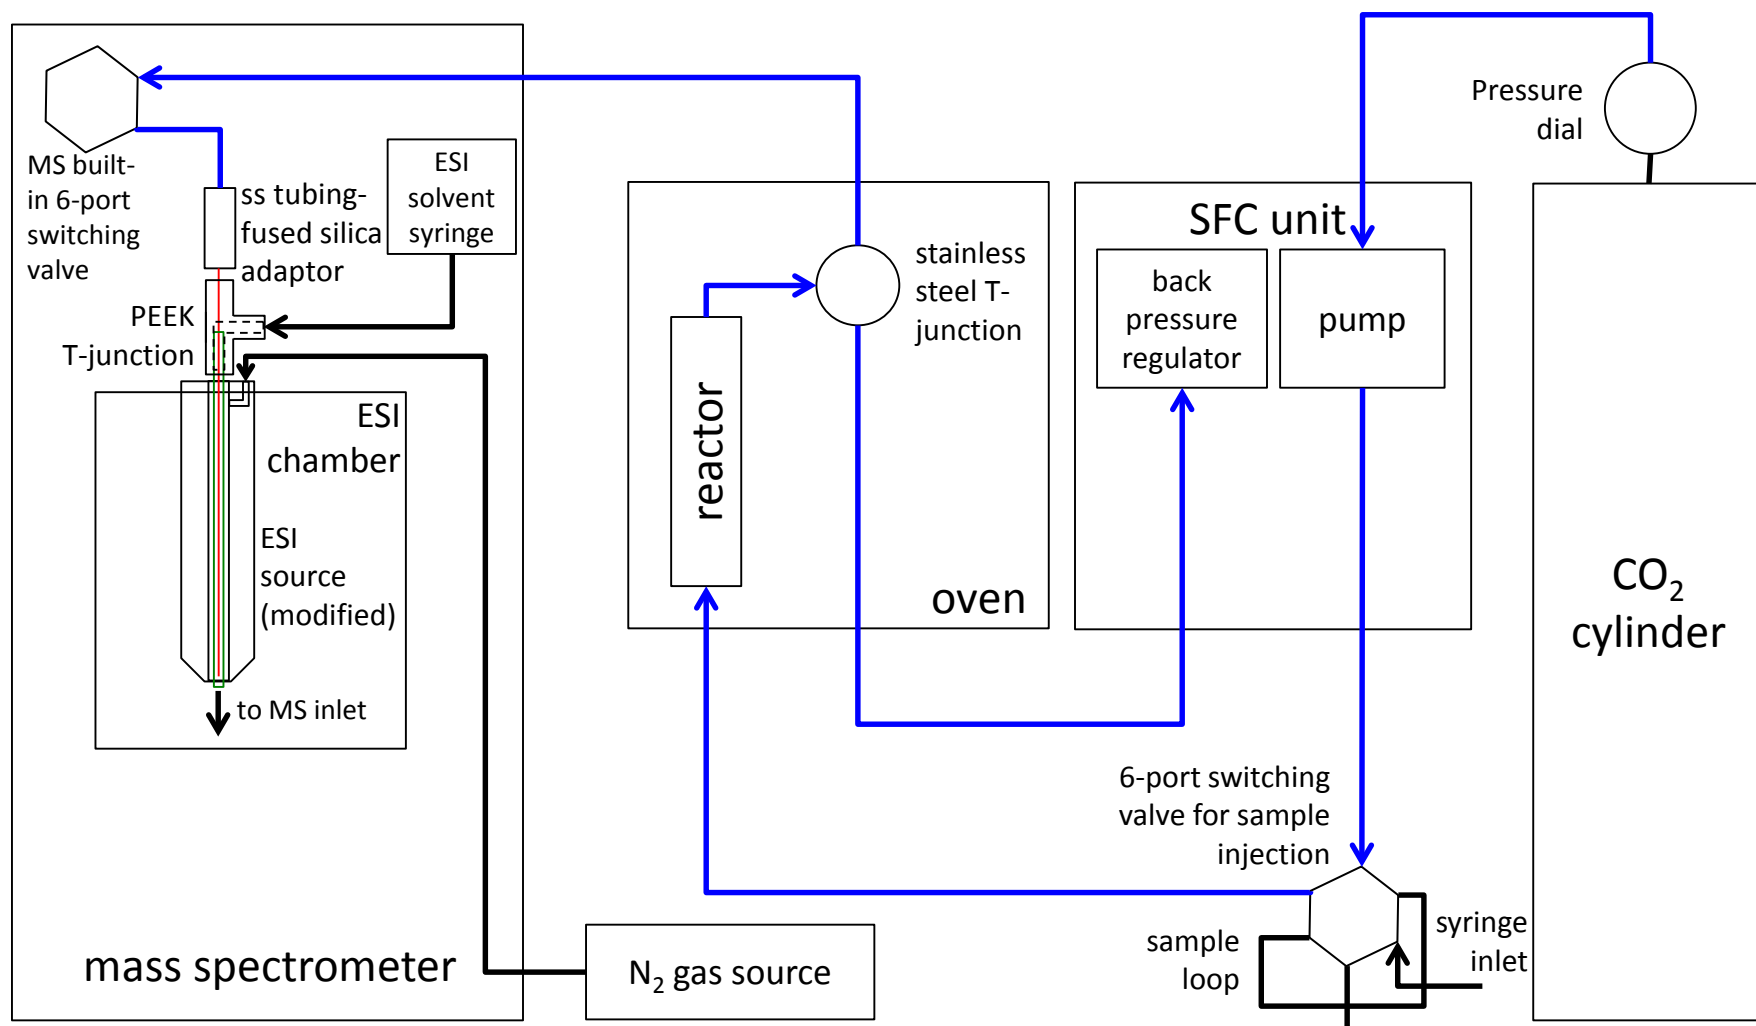 MS built-
in 6-port
switching
valve
ss tubing-
fused silica
adaptor
ESI
solvent
syringe
PEEK
T-junction
ESI
chamber
ESI
source
(modified)
to MS inlet
mass spectrometer
N₂ gas source
reactor
stainless
steel T-
junction
oven
SFC unit
back
pressure
regulator
pump
Pressure
dial
CO₂
cylinder
6-port switching
valve for sample
injection
sample
loop
syringe
inlet